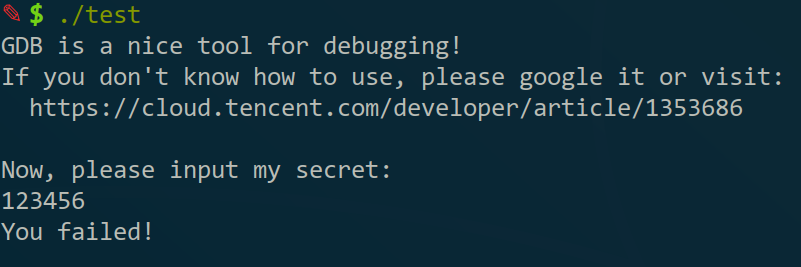 $ ./test
GDB is a nice tool for debugging!
If you don't know how to use, please google it or visit:
https://cloud.tencent.com/developer/article/1353686
Now, please input my secret:
123456
You failed!